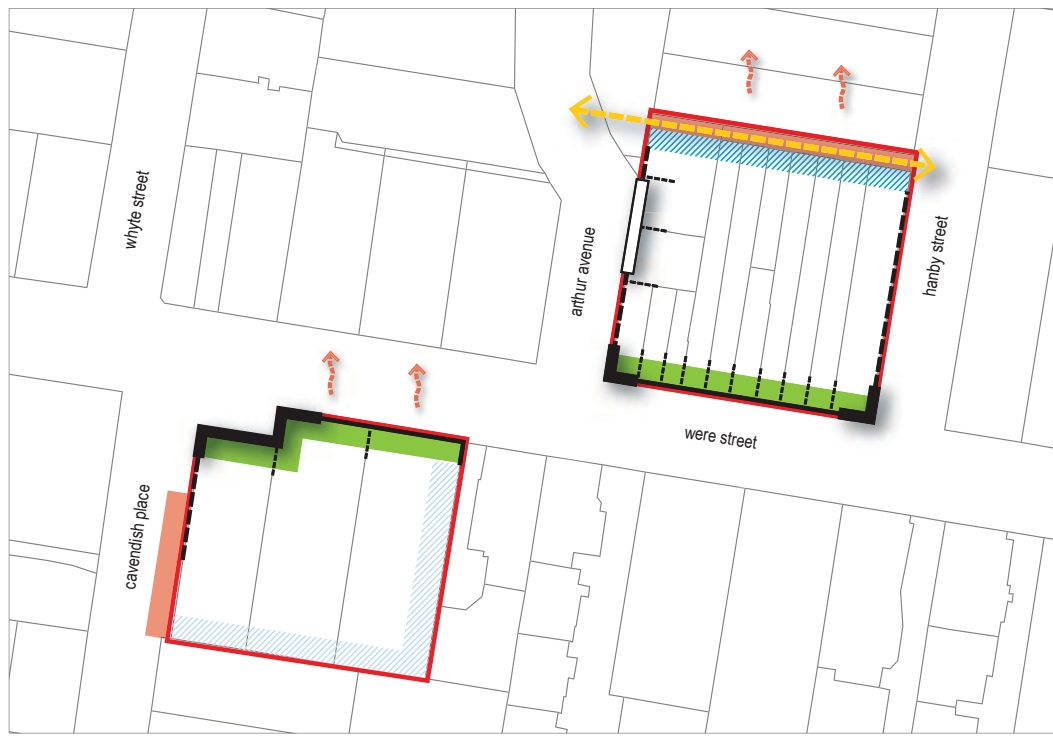 whyte street
arthur avenue
hanby street
were street
cavendish place